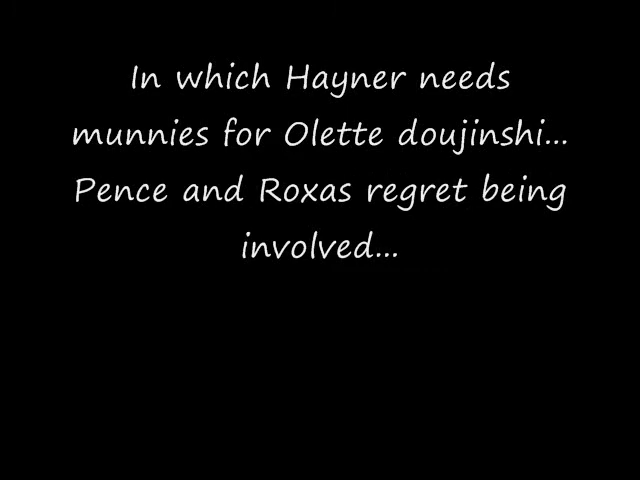 In which Hayner needs
munnies for Olette doujinshi...
Pence and Roxas regret being
involved...